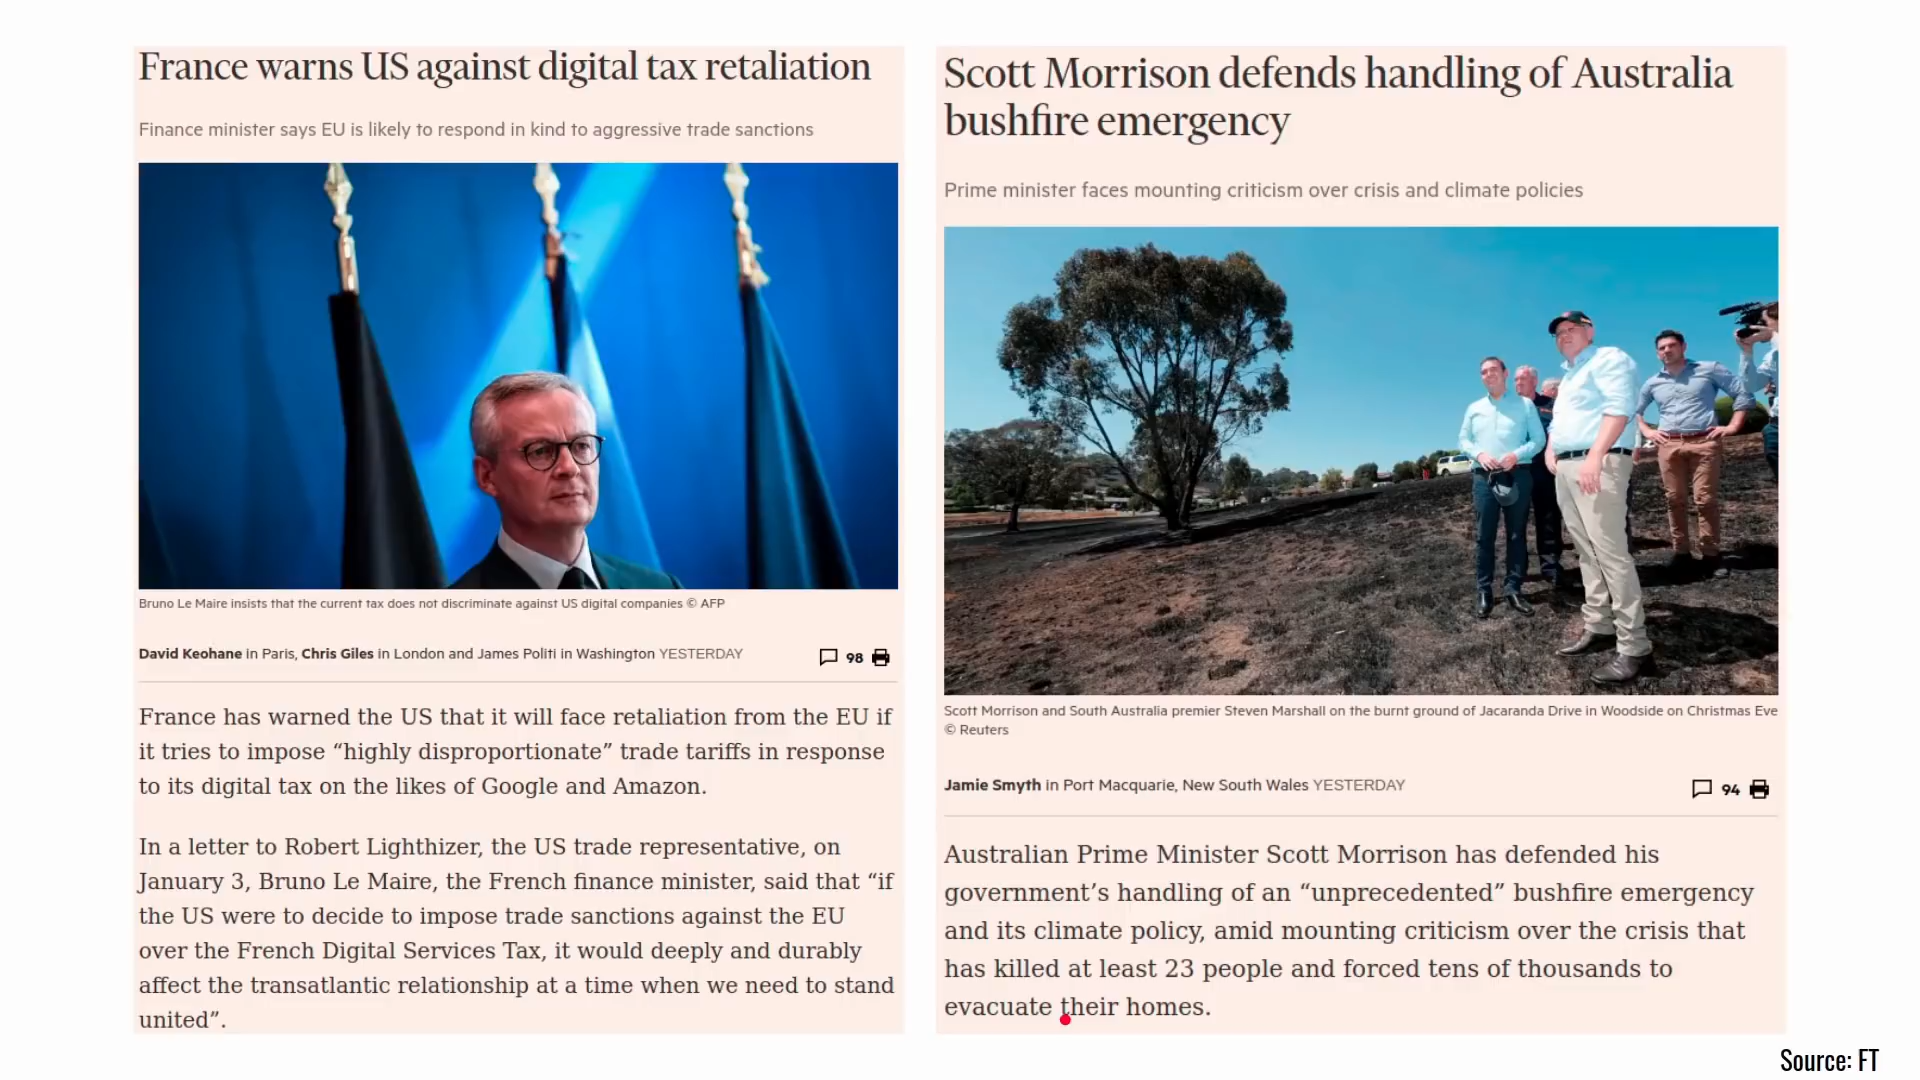 France warns US against digital tax retaliation
Finance minister says EU is likely to respond in kind to aggressive trade sanctions
Bruno Le Maire insists that the current tax does not discriminate against US digital companies © AFP
David Keohane in Paris, Chris Giles in London and James Politi in Washington YESTERDAY
98
France has warned the US that it will face retaliation from the EU if
it tries to impose “highly disproportionate” trade tariffs in response
to its digital tax on the likes of Google and Amazon.
In a letter to Robert Lighthizer, the US trade representative, on
January 3, Bruno Le Maire, the French finance minister, said that “if
the US were to decide to impose trade sanctions against the EU
over the French Digital Services Tax, it would deeply and durably
affect the transatlantic relationship at a time when we need to stand
united”.
Scott Morrison defends handling of Australia
bushfire emergency
Prime minister faces mounting criticism over crisis and climate policies
Scott Morrison and South Australia premier Steven Marshall on the burnt ground of Jacaranda Drive in Woodside on Christmas Eve
© Reuters
Jamie Smyth in Port Macquarie, New South Wales YESTERDAY
94
Australian Prime Minister Scott Morrison has defended his
government’s handling of an “unprecedented” bushfire emergency
and its climate policy, amid mounting criticism over the crisis that
has killed at least 23 people and forced tens of thousands to
evacuate their homes.
Source: FT